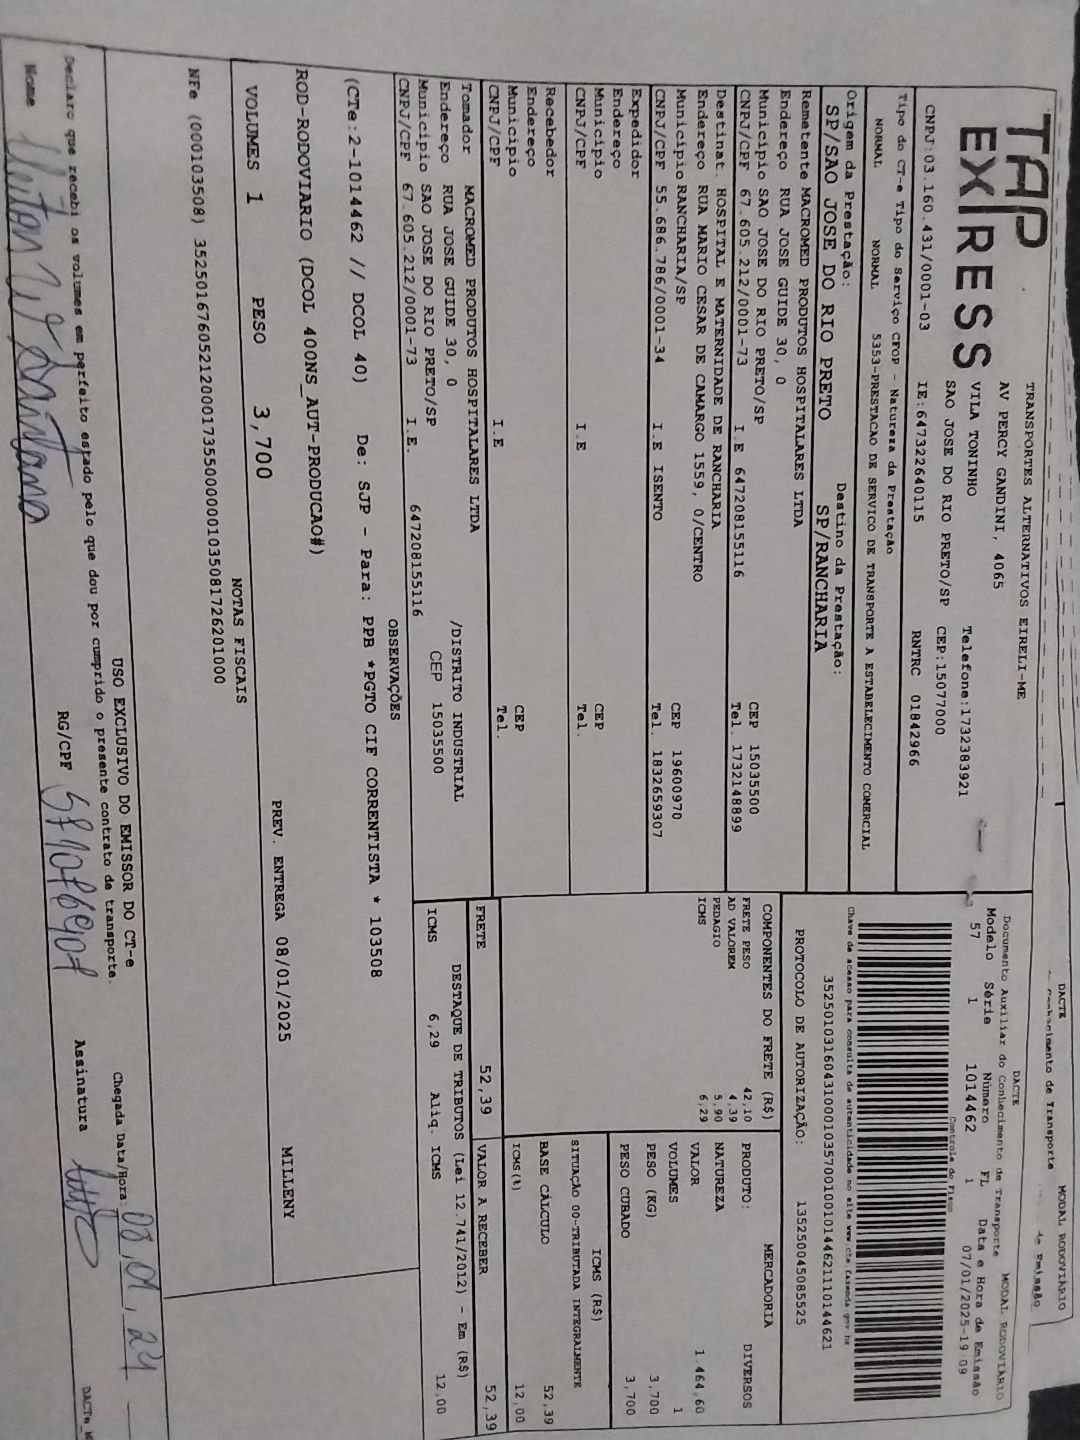 DACTE MODAL RODOVIÁRIO
Conhecimento de Transporte de Emissão
TAP EXPRESS
TRANSPORTES ALTERNATIVOS EIRELI-ME
AV PERCY GANDINI, 4065
VILA TONINHO Telefone:1732383921
SAO JOSE DO RIO PRETO/SP CEP:15077000
CNPJ:03.160.431/0001-03 IE:647322640115 RNTRC 01842966
DACTE
Documento Auxiliar do Conhecimento de Transporte MODAL RODOVIÁRIO
Modelo Série Número FL Data e Hora de Emissão
57 1 1014462 1 07/01/2025-19:09
Controle do Fisco
Tipo do CT-e Tipo do Serviço CFOP - Natureza da Prestação
NORMAL NORMAL 5353-PRESTACAO DE SERVICO DE TRANSPORTE A ESTABELECIMENTO COMERCIAL
Chave de acesso para consulta de autenticidade no site www.cte.fazenda.gov.br
Origem da Prestação: Destino da Prestação:
SP/SAO JOSE DO RIO PRETO SP/RANCHARIA
PROTOCOLO DE AUTORIZAÇÃO: 135250045085525
Remetente MACROMED PRODUTOS HOSPITALARES LTDA
Endereço RUA JOSE GUIDE 30, 0
Município SAO JOSE DO RIO PRETO/SP CEP 15035500
CNPJ/CPF 67.605.212/0001-73 I.E 647208155116 Tel. 1732148899
Destinat. HOSPITAL E MATERNIDADE DE RANCHARIA
Endereço RUA MARIO CESAR DE CAMARGO 1559, 0/CENTRO
Município RANCHARIA/SP CEP 19600970
CNPJ/CPF 55.686.786/0001-34 I.E ISENTO Tel. 1832659307
Expedidor
Endereço
Município CEP
CNPJ/CPF I.E Tel.
Recebedor
Endereço
Município CEP
CNPJ/CPF I.E Tel.
COMPONENTES DO FRETE (R$)
FRETE PESO 42,10
AD VALOREM 4,39
PEDAGIO 5,90
ICMS 6,29
MERCADORIA
PRODUTO: DIVERSOS
NATUREZA
VALOR 1.464,60
VOLUMES 1
PESO (KG) 3,700
PESO CUBADO 3,700
ICMS (R$)
SITUAÇÃO 00-TRIBUTADA INTEGRALMENTE
BASE CÁLCULO 52,39
ICMS(%) 12,00
Tomador MACROMED PRODUTOS HOSPITALARES LTDA
Endereço RUA JOSE GUIDE 30, 0 /DISTRITO INDUSTRIAL
Município SAO JOSE DO RIO PRETO/SP CEP 15035500
CNPJ/CPF 67.605.212/0001-73 I.E. 647208155116
FRETE 52,39 VALOR A RECEBER 52,39
DESTAQUE DE TRIBUTOS (Lei 12.741/2012) - Em (R$)
ICMS 6,29 Aliq. ICMS 12,00
OBSERVAÇÕES
(CTe:2-1014462 // DCOL 40) De: SJP - Para: PPB *PGTO CIF CORRENTISTA * 103508
ROD-RODOVIARIO (DCOL 400NS_AUT-PRODUCAO#)
PREV. ENTREGA 08/01/2025 MILLENY
VOLUMES 1 PESO 3,700
NOTAS FISCAIS
USO EXCLUSIVO DO EMISSOR DO CT-e
Declaro que recebi os volumes em perfeito estado pelo que dou por cumprido o presente contrato de transporte.
Chegada Data/Hora:
Nome RG/CPF Assinatura